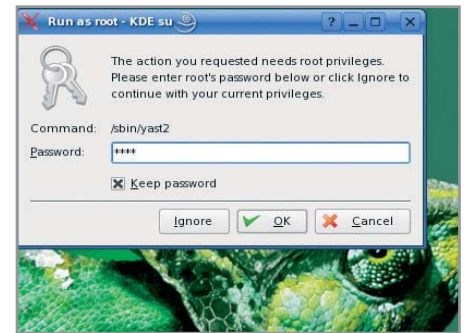 Run as root - KDE su
The action you requested needs root privileges.
Please enter root's password below or click Ignore to
continue with your current privileges.
Command: /sbin/yast2
Password: ****
Keep password
Ignore OK Cancel